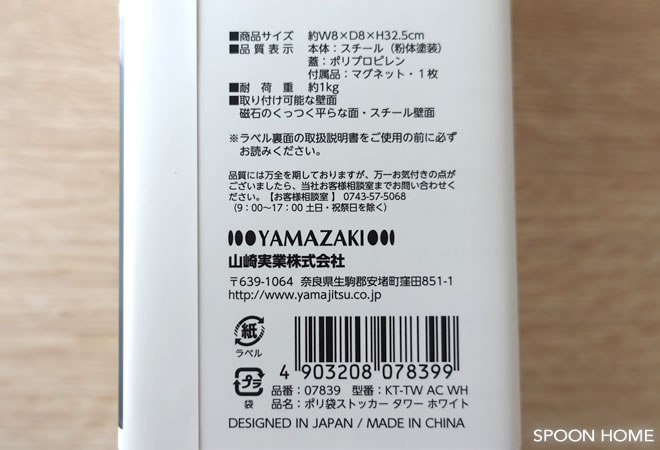 ■商品サイズ　約W8×D8×H32.5cm
■品質表示　本体：スチール（粉体塗装）
蓋：ポリプロピレン
付属品：マグネット・１枚
■耐荷重　約1kg
■取り付け可能な壁面
磁石のくっつく平らな面・スチール壁面
※ラベル裏面の取扱説明書をご使用の前に必ず
お読みください。
品質には万全を期しておりますが、万一お気付きの点が
ございましたら、当社お客様相談室までお問い合わせく
ださい。【お客様相談室】 0743-57-5068
（9：00～17：00 土日・祝祭日を除く）
YAMAZAKI
山崎実業株式会社
〒639-1064 奈良県生駒郡安堵町窪田851-1
http://www.yamajitsu.co.jp
紙
ラベル
プラ
袋
4 903208 078399
品番：07839　型番：KT-TW AC WH
品名：ポリ袋ストッカー タワー ホワイト
DESIGNED IN JAPAN / MADE IN CHINA
SPOON HOME